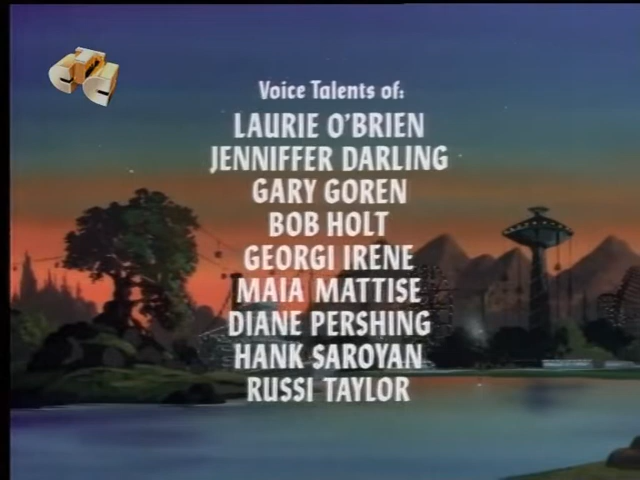 СТС
Voice Talents of:
LAURIE O'BRIEN
JENNIFFER DARLING
GARY GOREN
BOB HOLT
GEORGI IRENE
MAIA MATTISE
DIANE PERSHING
HANK SAROYAN
RUSSI TAYLOR